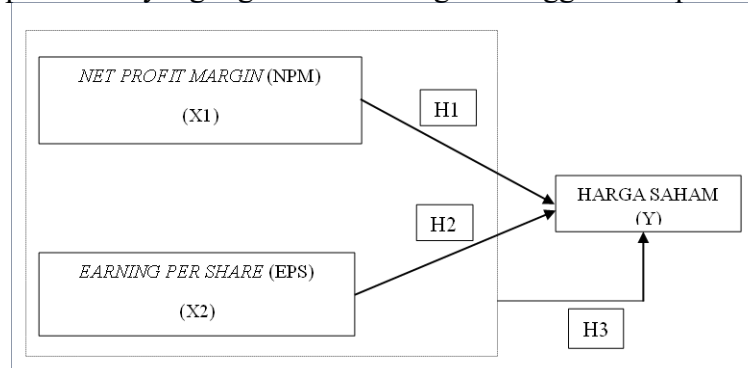 NET PROFIT MARGIN (NPM)
(X1)
H1
HARGA SAHAM
(Y)
H2
EARNING PER SHARE (EPS)
(X2)
H3